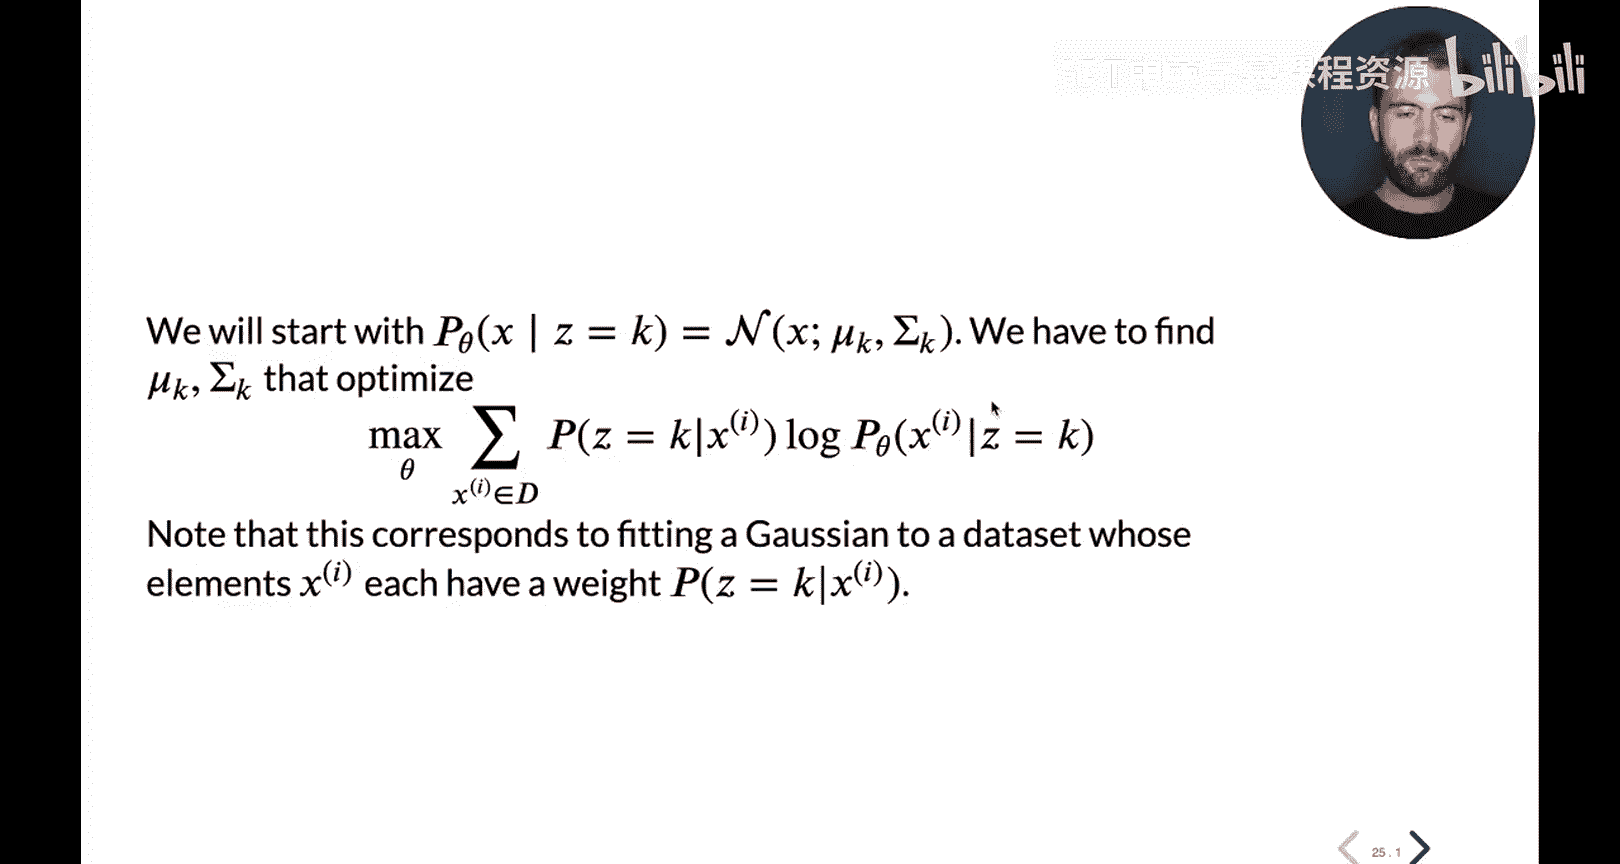 程资源 bilibili
We will start with P_θ(x | z = k) = 𝒩(x; μ_k, Σ_k). We have to find
μ_k, Σ_k that optimize
max_θ ∑_{x^(i)∈D} P(z = k|x^(i)) log P_θ(x^(i)|z = k)
Note that this corresponds to fitting a Gaussian to a dataset whose
elements x^(i) each have a weight P(z = k|x^(i)).
25.1